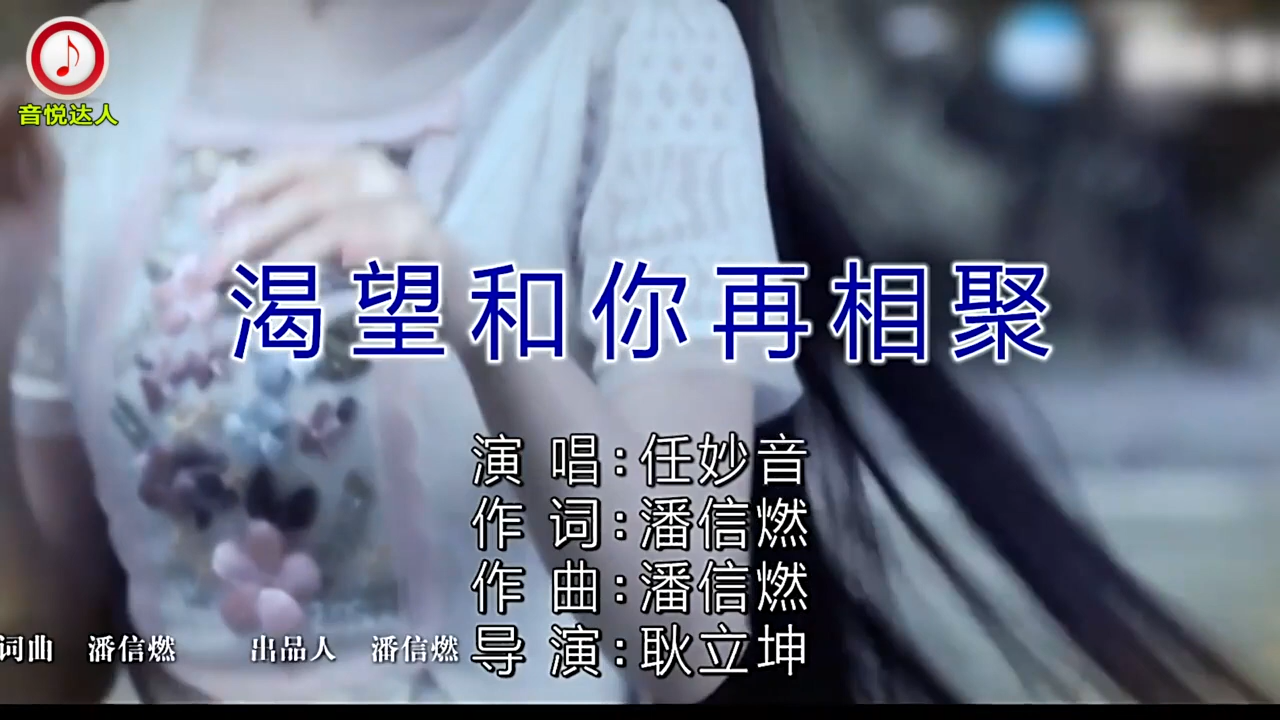 音悦达人
渴望和你再相聚
演 唱:任妙音
作 词:潘信燃
作 曲:潘信燃
导 演:耿立坤
词曲 潘信燃 出品人 潘信燃